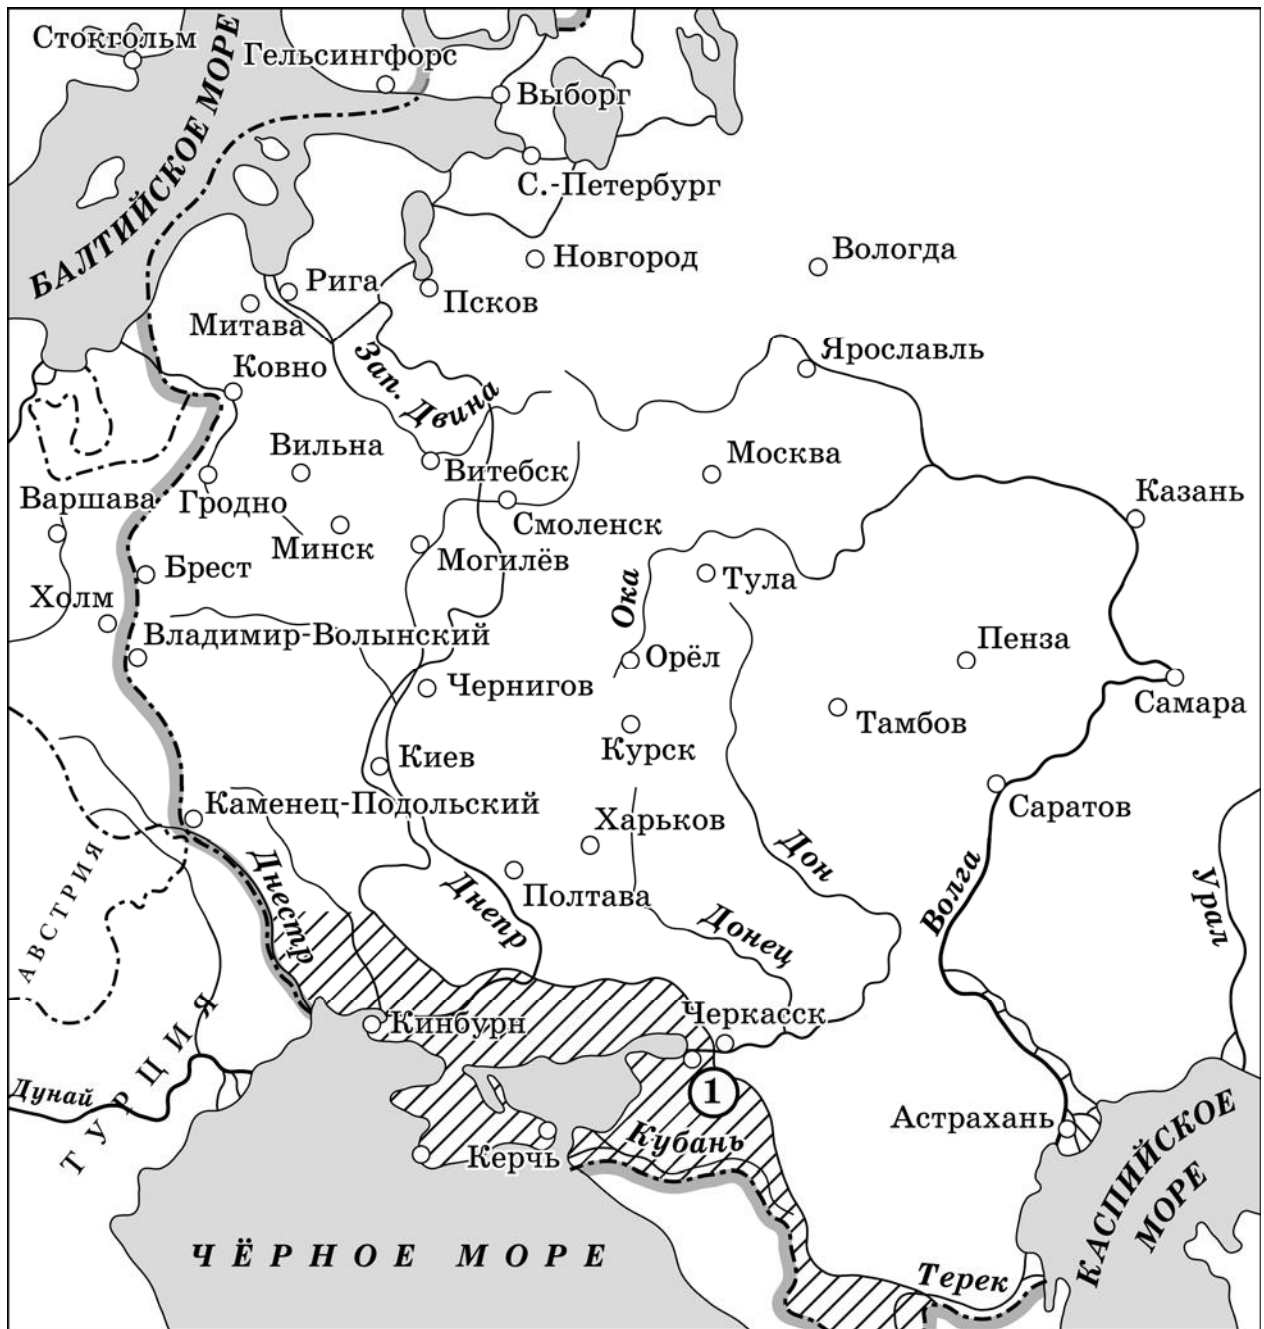 Стокгольм
Гельсингфорс
Выборг
БАЛТИЙСКОЕ МОРЕ
С.-Петербург
Новгород
Вологда
Рига
Псков
Митава
Ковно
Зап. Двина
Ярославль
Вильна
Витебск
Москва
Казань
Варшава
Гродно
Смоленск
Минск
Могилёв
Брест
Ока
Тула
Холм
Владимир-Волынский
Орёл
Пенза
Чернигов
Тамбов
Самара
Киев
Курск
Каменец-Подольский
Харьков
Саратов
АВСТРИЯ
Днестр
Полтава
Днепр
Дон
Донец
Волга
Урал
Кинбурн
Черкасск
ТУРЦИЯ
Дунай
1
Астрахань
Керчь
Кубань
КАСПИЙСКОЕ
МОРЕ
ЧЁРНОЕ МОРЕ
Терек